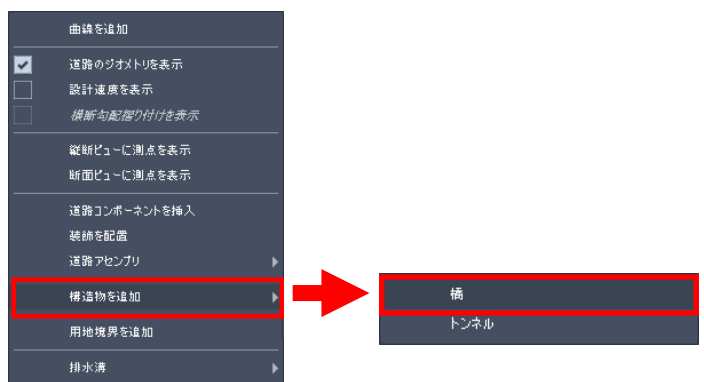 曲線を追加
道路のジオメトリを表示
設計速度を表示
横断勾配摺り付けを表示
縦断ビューに測点を表示
断面ビューに測点を表示
道路コンポーネントを挿入
装飾を配置
道路アセンブリ
構造物を追加
用地境界を追加
排水溝
橋
トンネル